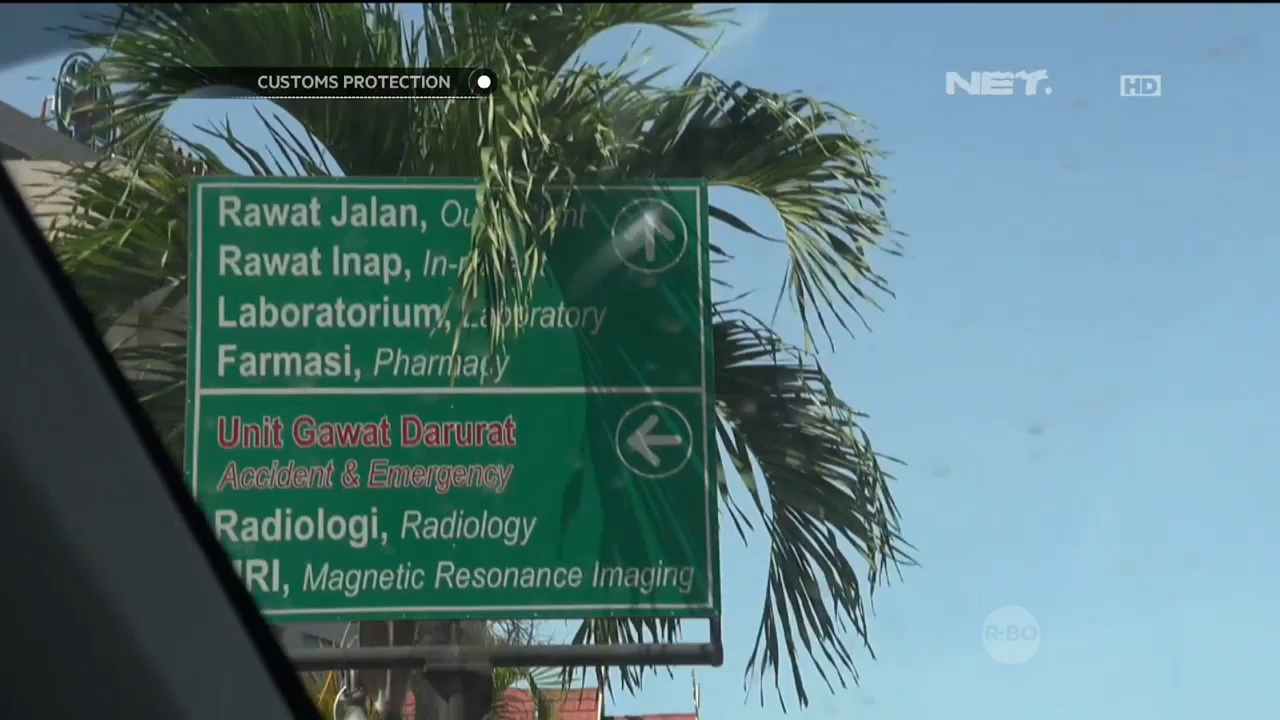 CUSTOMS PROTECTION
NET.
HD
Rawat Jalan,
Rawat Inap,
Laboratorium, Laboratory
Farmasi, Pharmacy
Unit Gawat Darurat
Accident & Emergency
Radiologi, Radiology
Magnetic Resonance Imaging
R-BO